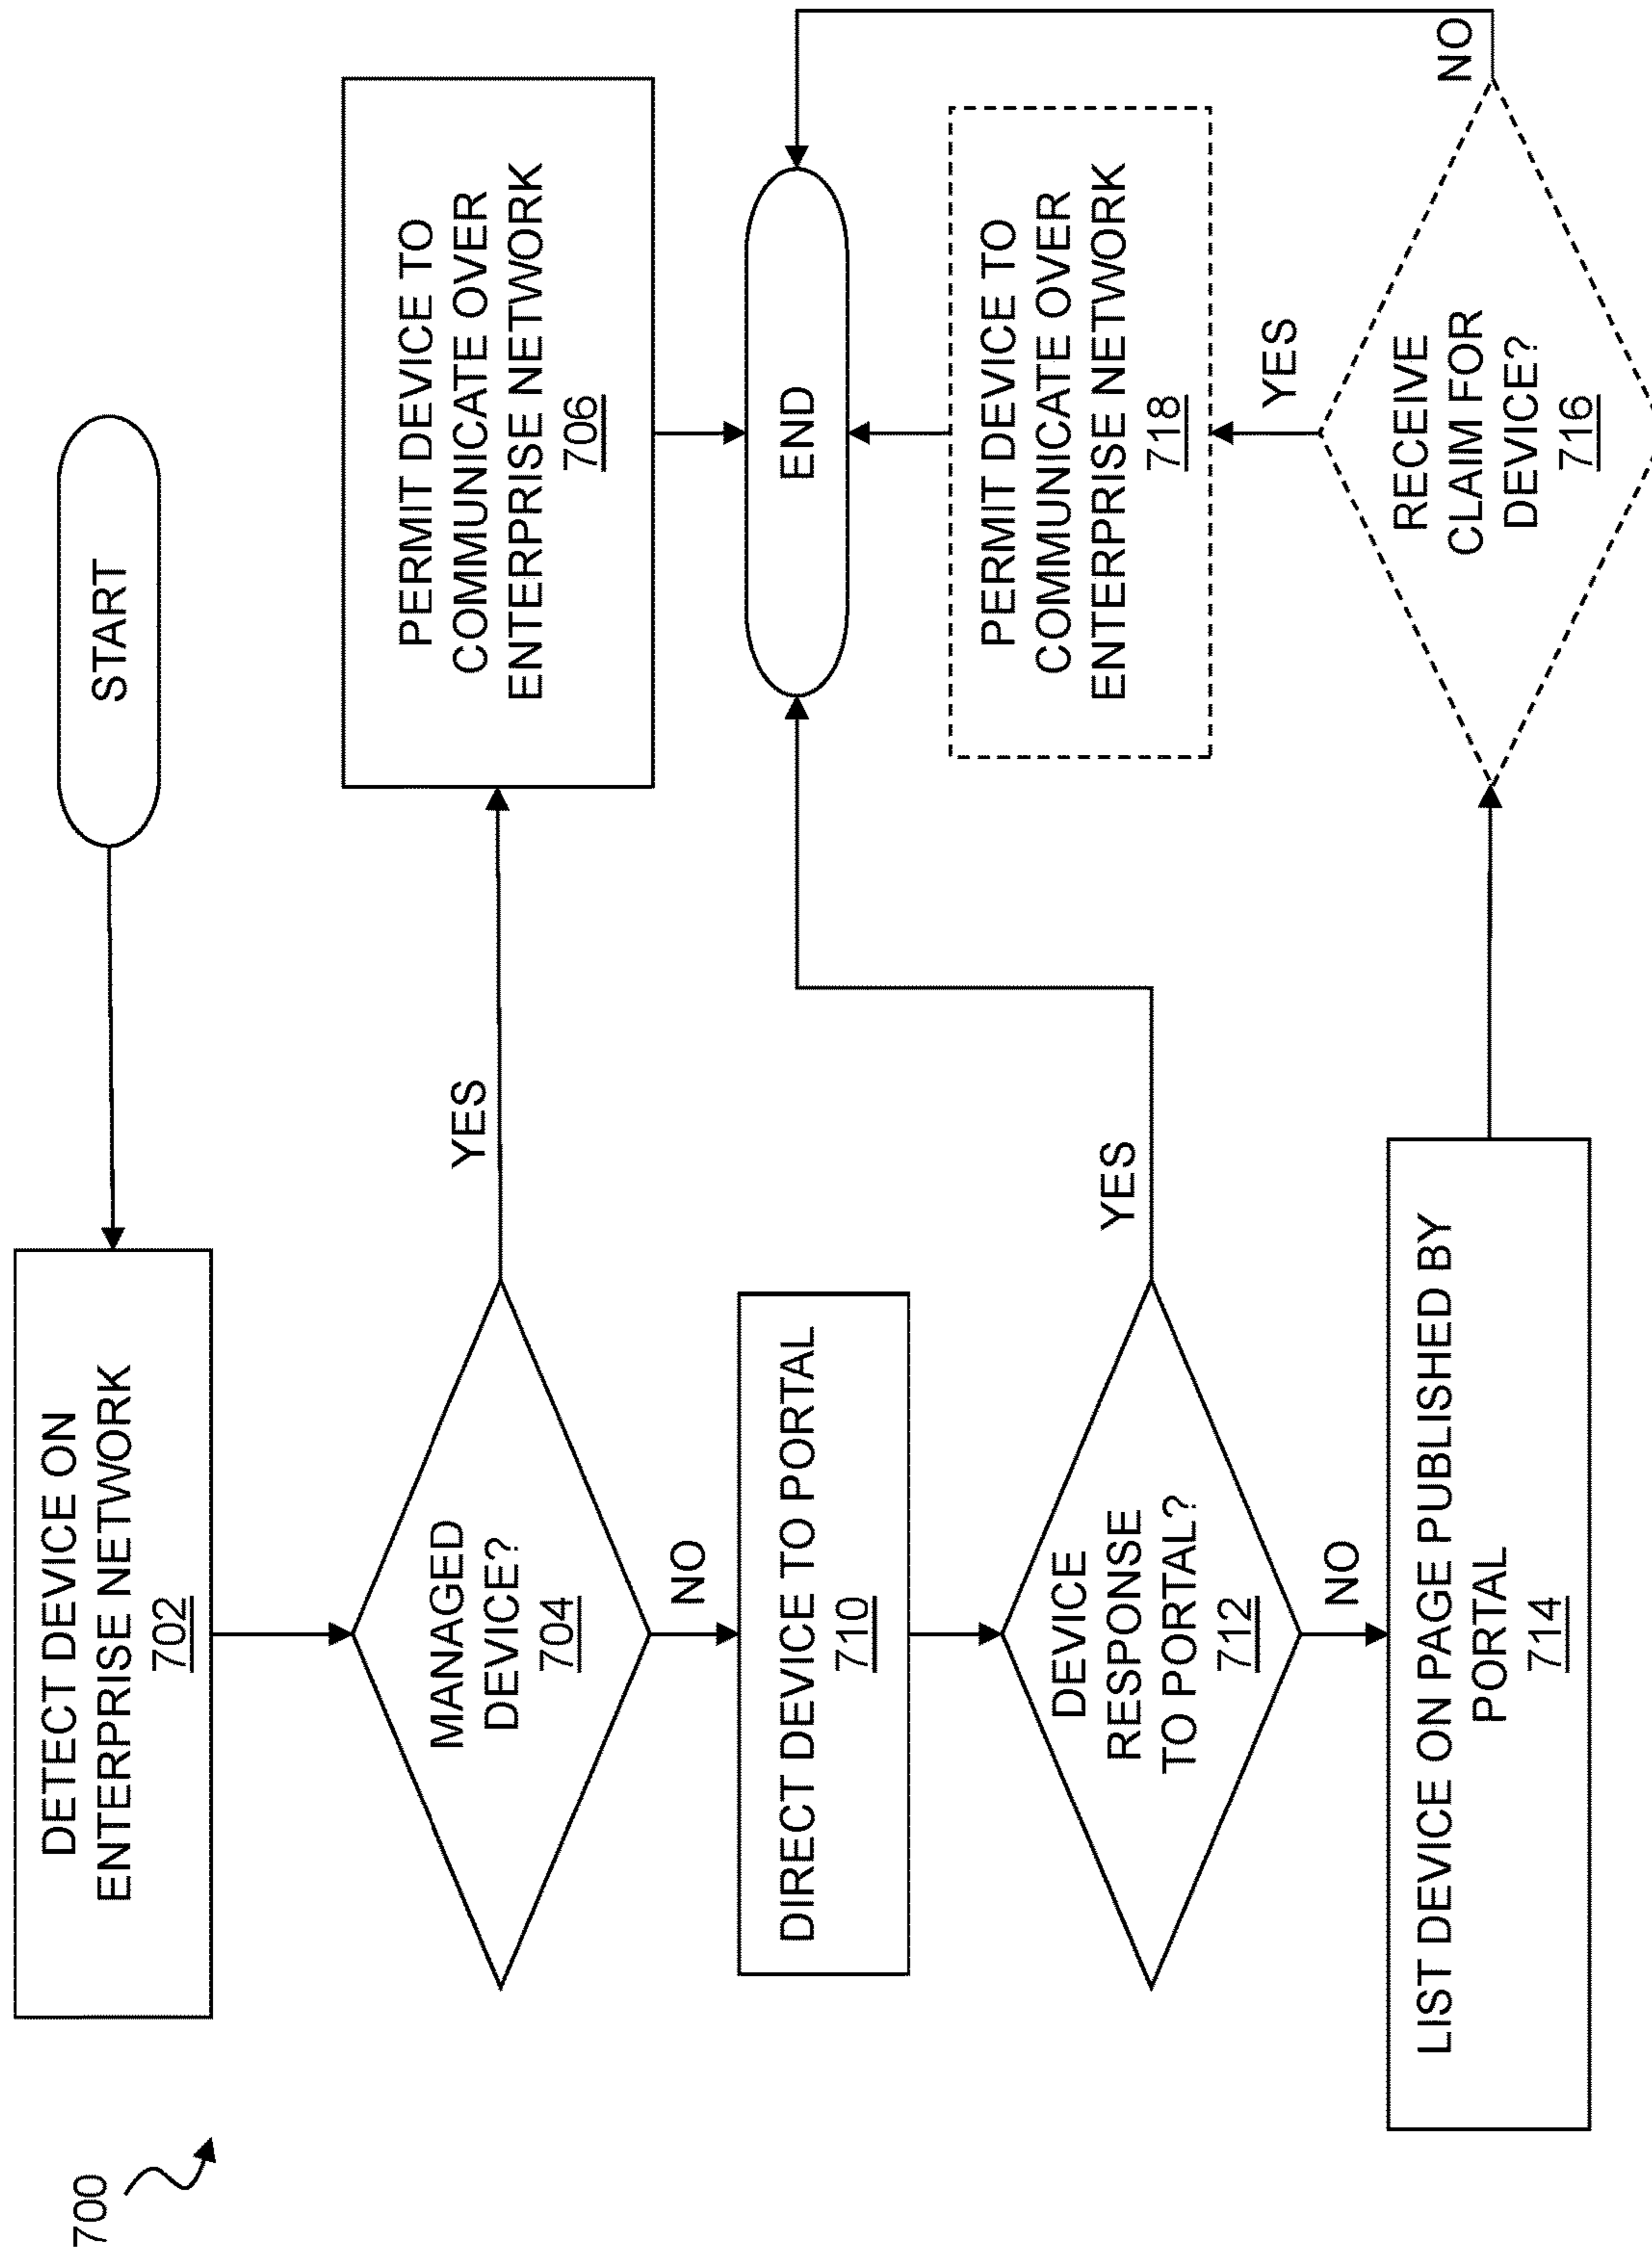 700
START
DETECT DEVICE ON
ENTERPRISE NETWORK
702
MANAGED
DEVICE?
704
YES
PERMIT DEVICE TO
COMMUNICATE OVER
ENTERPRISE NETWORK
706
NO
DIRECT DEVICE TO PORTAL
710
END
DEVICE
RESPONSE
TO PORTAL?
712
YES
PERMIT DEVICE TO
COMMUNICATE OVER
ENTERPRISE NETWORK
718
YES
NO
LIST DEVICE ON PAGE PUBLISHED BY
PORTAL
714
RECEIVE
CLAIM FOR
DEVICE?
716
NO